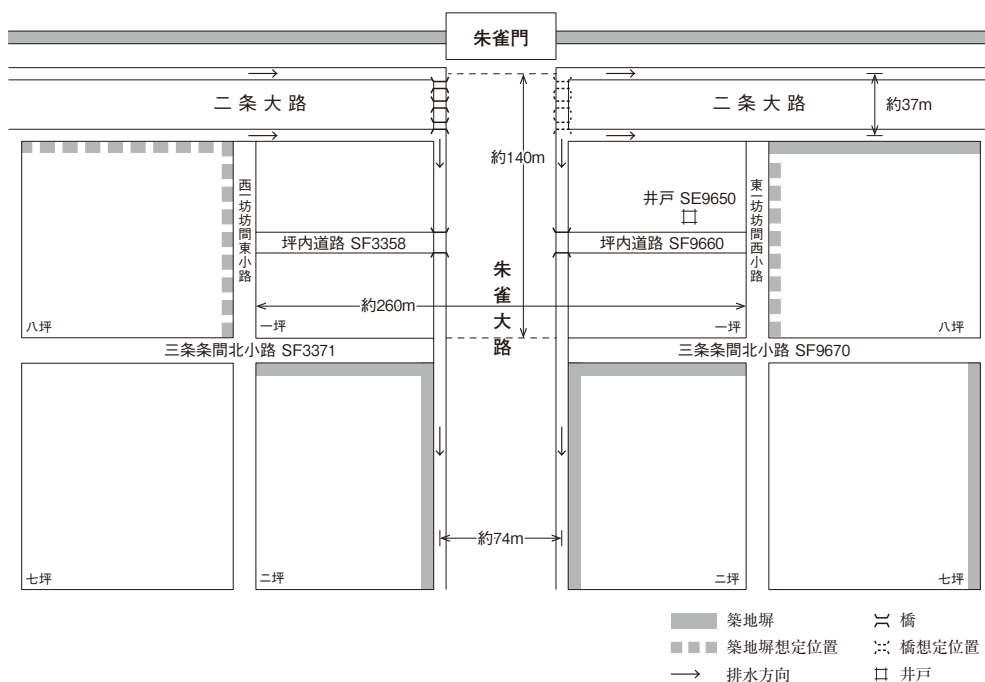 朱雀門
二条大路
二条大路
約37m
約140m
西一坊坊間東小路
東一坊坊間西小路
井戸 SE9650
坪内道路 SF3358
坪内道路 SF9660
朱雀大路
約260m
八坪
一坪
一坪
八坪
三条条間北小路 SF3371
三条条間北小路 SF9670
約74m
七坪
二坪
二坪
七坪
築地塀
橋
築地塀想定位置
橋想定位置
排水方向
井戸